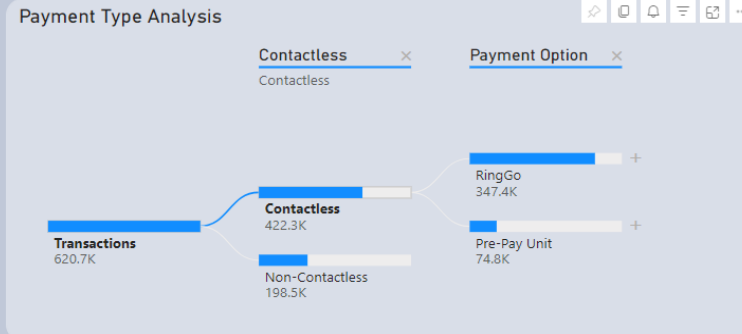 Payment Type Analysis
Contactless
Payment Option
Contactless
RingGo
347.4K
Contactless
422.3K
Pre-Pay Unit
74.8K
Transactions
620.7K
Non-Contactless
198.5K